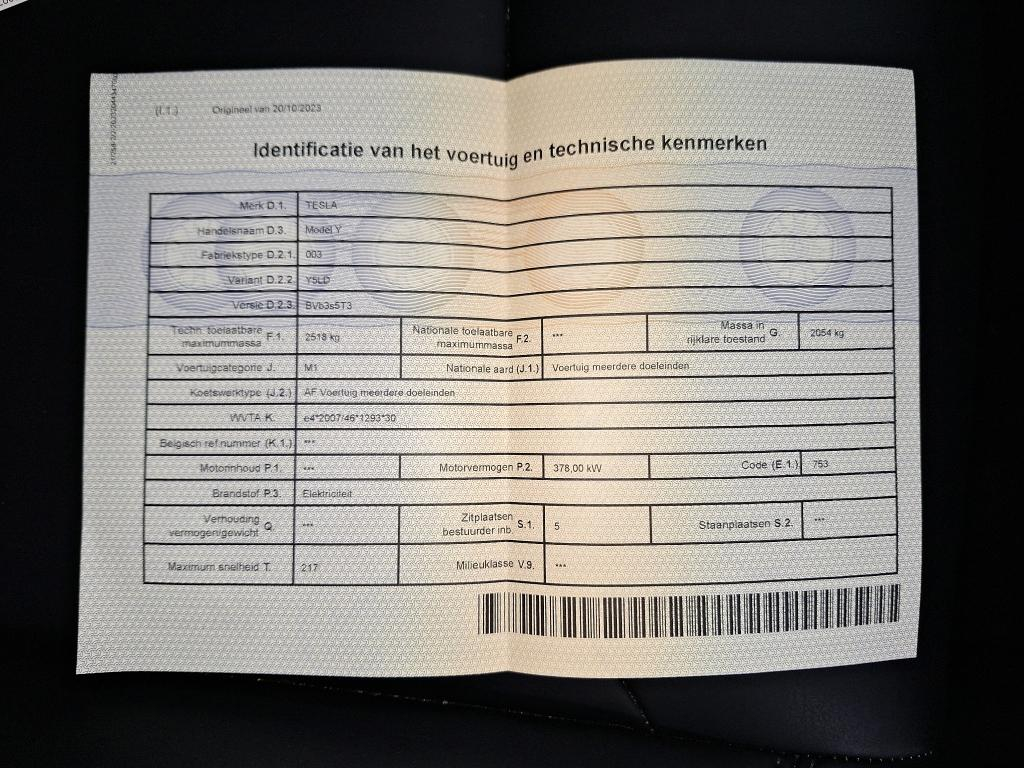 (I.1.) Origineel van 20/10/2023
Identificatie van het voertuig en technische kenmerken
Merk D.1. TESLA
Handelsnaam D.3. Model Y
Fabriekstype D.2.1. 003
Variant D.2.2. Y5LD
Versie D.2.3. BVb3s5T3
Techn. toelaatbare maximummassa F.1. 2518 kg Nationale toelaatbare maximummassa F.2. *** Massa in rijklare toestand G. 2054 kg
Voertuigcategorie J. M1 Nationale aard (J.1.) Voertuig meerdere doeleinden
Koetswerktype (J.2.) AF Voertuig meerdere doeleinden
WVTA K. e4*2007/46*1293*30
Belgisch ref.nummer (K.1.) ***
Motorinhoud P.1. *** Motorvermogen P.2. 378,00 kW Code (E.1.) 753
Brandstof P.3. Elektriciteit
Verhouding vermogen/gewicht Q. *** Zitplaatsen bestuurder inb. S.1. 5 Staanplaatsen S.2. ***
Maximum snelheid T. 217 Milieuklasse V.9. ***